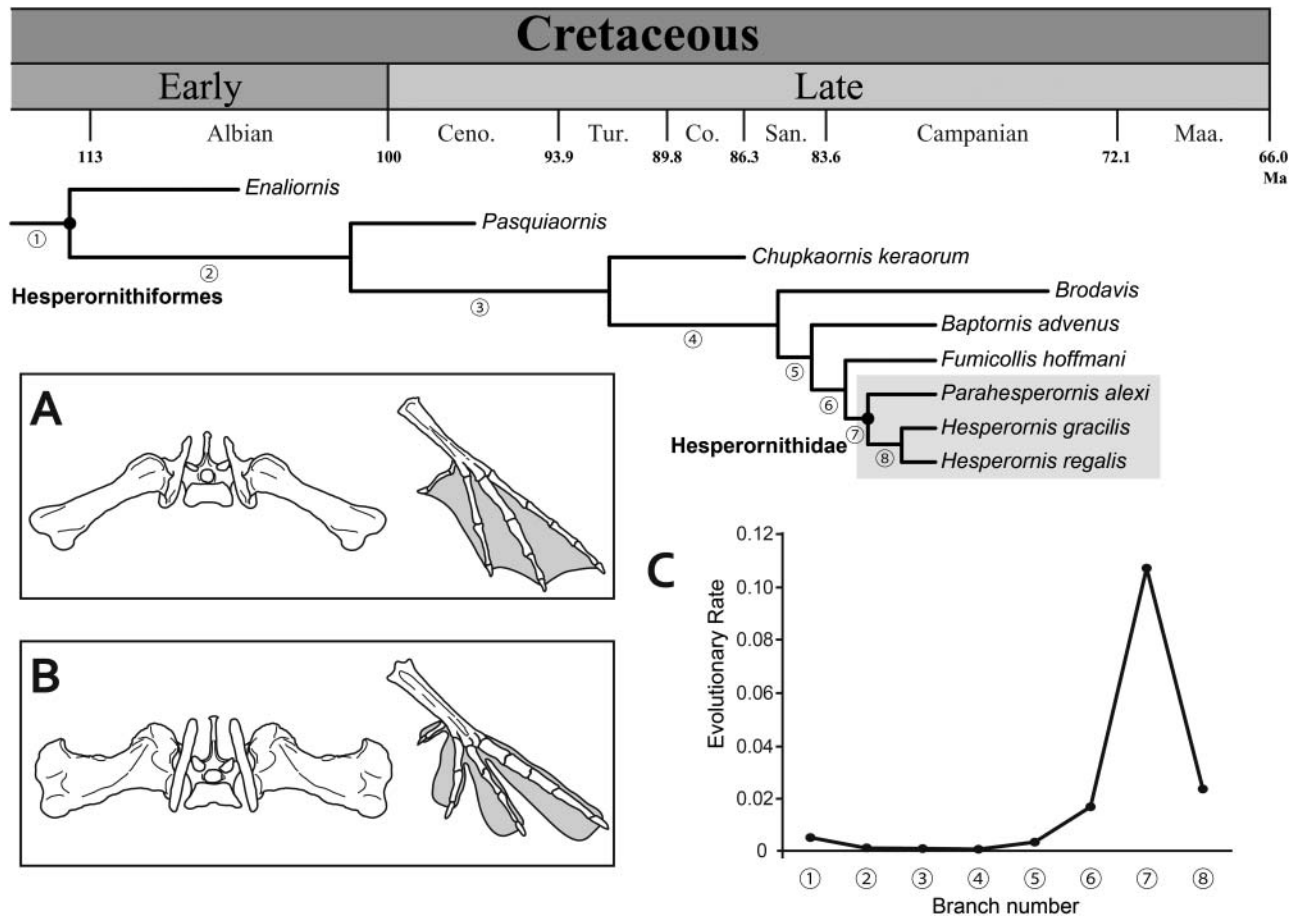 Cretaceous
Early Late
Albian Ceno. Tur. Co. San. Campanian Maa.
113 100 93.9 89.8 86.3 83.6 72.1 66.0
Ma
Enaliornis
Pasquiaornis
①
②
Chupkaornis keraorum
Hesperornithiformes
③
Brodavis
④
Baptornis advenus
⑤
Fumicollis hoffmani
⑥
Parahesperornis alexi
⑦
Hesperornithidae
Hesperornis gracilis
⑧
Hesperornis regalis
A
B
C
Evolutionary Rate
0.12
0.10
0.08
0.06
0.04
0.02
0
① ② ③ ④ ⑤ ⑥ ⑦ ⑧
Branch number